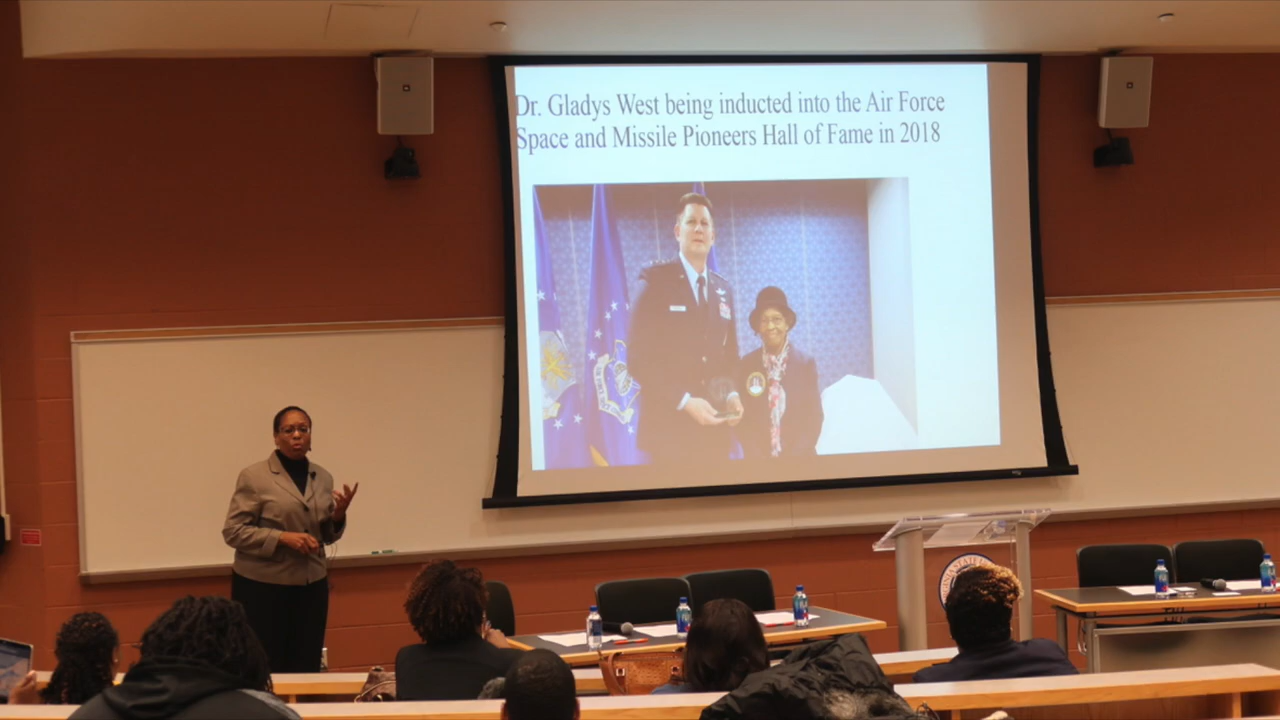 Dr. Gladys West being inducted into the Air Force
Space and Missile Pioneers Hall of Fame in 2018